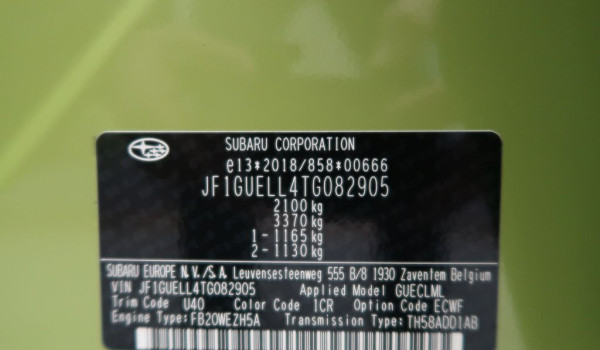 SUBARU CORPORATION
e13*2018/858*00666
JF1GUELL4TG082905
2100 kg
3370 kg
1 - 1165 kg
2 - 1130 kg
SUBARU EUROPE N.V./S.A. Leuvensesteenweg 555 B/8 1930 Zaventem Belgium
VIN JF1GUELL4TG082905 Applied Model GUECLML
Trim Code U40 Color Code 1CR Option Code ECWF
Engine Type:FB20WEZH5A Transmission Type:TH58ADD1AB